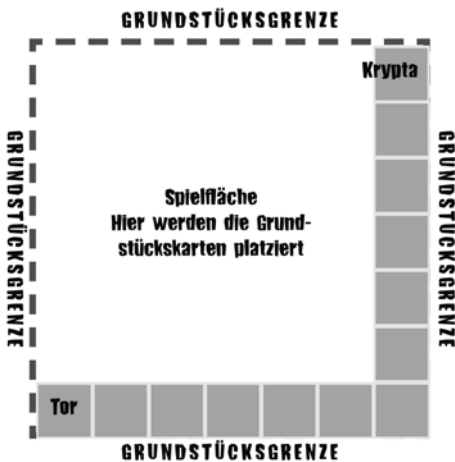 GRUNDSTÜCKSGRENZE
Krypta
GRUNDSTÜCKSGRENZE
GRUNDSTÜCKSGRENZE
Spielfläche
Hier werden die Grund-
stückskarten platziert
Tor
GRUNDSTÜCKSGRENZE